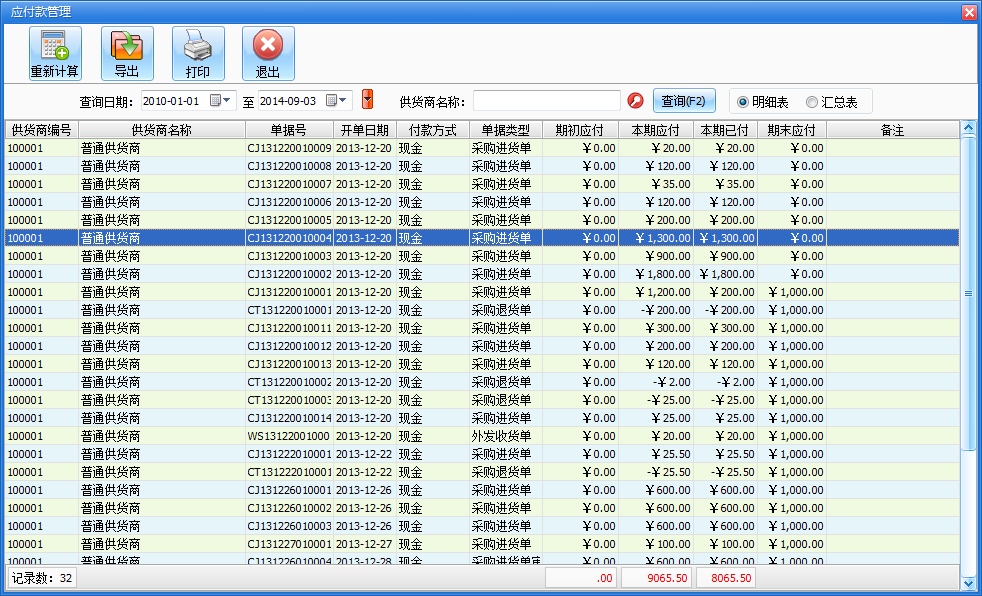 应付款管理
重新计算 导出 打印 退出
查询日期： 2010-01-01 至 2014-09-03 供货商名称： 查询(F2) 明细表 汇总表
供货商编号 供货商名称 单据号 开单日期 付款方式 单据类型 期初应付 本期应付 本期已付 期末应付 备注
100001 普通供货商 CJ131220010009 2013-12-20 现金 采购进货单 ￥0.00 ￥20.00 ￥20.00 ￥0.00
100001 普通供货商 CJ131220010008 2013-12-20 现金 采购进货单 ￥0.00 ￥120.00 ￥120.00 ￥0.00
100001 普通供货商 CJ131220010007 2013-12-20 现金 采购进货单 ￥0.00 ￥35.00 ￥35.00 ￥0.00
100001 普通供货商 CJ131220010006 2013-12-20 现金 采购进货单 ￥0.00 ￥120.00 ￥120.00 ￥0.00
100001 普通供货商 CJ131220010005 2013-12-20 现金 采购进货单 ￥0.00 ￥200.00 ￥200.00 ￥0.00
100001 普通供货商 CJ131220010004 2013-12-20 现金 采购进货单 ￥0.00 ￥1,300.00 ￥1,300.00 ￥0.00
100001 普通供货商 CJ131220010003 2013-12-20 现金 采购进货单 ￥0.00 ￥900.00 ￥900.00 ￥0.00
100001 普通供货商 CJ131220010002 2013-12-20 现金 采购进货单 ￥0.00 ￥1,800.00 ￥1,800.00 ￥0.00
100001 普通供货商 CJ131220010001 2013-12-20 现金 采购进货单 ￥0.00 ￥1,200.00 ￥200.00 ￥1,000.00
100001 普通供货商 CT131220010001 2013-12-20 现金 采购退货单 ￥0.00 -￥200.00 -￥200.00 ￥1,000.00
100001 普通供货商 CJ131220010011 2013-12-20 现金 采购进货单 ￥0.00 ￥300.00 ￥300.00 ￥1,000.00
100001 普通供货商 CJ131220010012 2013-12-20 现金 采购进货单 ￥0.00 ￥200.00 ￥200.00 ￥1,000.00
100001 普通供货商 CJ131220010013 2013-12-20 现金 采购进货单 ￥0.00 ￥120.00 ￥120.00 ￥1,000.00
100001 普通供货商 CT131220010002 2013-12-20 现金 采购退货单 ￥0.00 -￥2.00 -￥2.00 ￥1,000.00
100001 普通供货商 CT131220010003 2013-12-20 现金 采购退货单 ￥0.00 -￥25.00 -￥25.00 ￥1,000.00
100001 普通供货商 CJ131220010014 2013-12-20 现金 采购进货单 ￥0.00 ￥25.00 ￥25.00 ￥1,000.00
100001 普通供货商 WS13122001000 2013-12-20 现金 外发收货单 ￥0.00 ￥20.00 ￥20.00 ￥1,000.00
100001 普通供货商 CJ131222010001 2013-12-22 现金 采购进货单 ￥0.00 ￥25.50 ￥25.50 ￥1,000.00
100001 普通供货商 CT131222010001 2013-12-22 现金 采购退货单 ￥0.00 -￥25.50 -￥25.50 ￥1,000.00
100001 普通供货商 CJ131226010001 2013-12-26 现金 采购进货单 ￥0.00 ￥600.00 ￥600.00 ￥1,000.00
100001 普通供货商 CJ131226010002 2013-12-26 现金 采购进货单 ￥0.00 ￥600.00 ￥600.00 ￥1,000.00
100001 普通供货商 CJ131226010003 2013-12-26 现金 采购进货单 ￥0.00 ￥600.00 ￥600.00 ￥1,000.00
100001 普通供货商 CJ131227010001 2013-12-27 现金 采购进货单 ￥0.00 ￥100.00 ￥100.00 ￥1,000.00
100001 普通供货商 CJ131226010004 2013-12-28 现金 采购进货单 ￥0.00 ￥600.00 ￥600.00 ￥1,000.00
记录数：32 .00 9065.50 8065.50